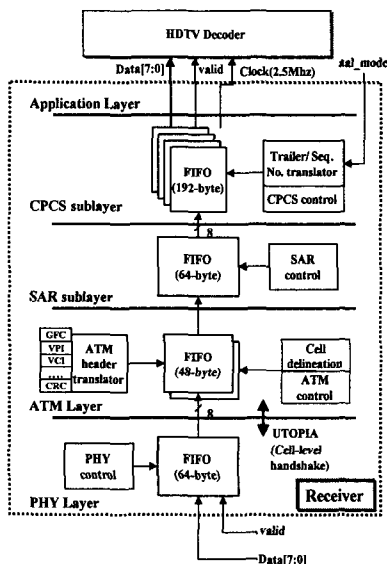 HDTV Decoder
Data[7:0]
valid
Clock(2.5Mhz)
aal_mode
Application Layer
FIFO
(192-byte)
Trailer/ Seq.
No. translator
CPCS control
CPCS sublayer
8
FIFO
(64-byte)
SAR
control
SAR sublayer
GFC
VPI
VCI
....
CRC
ATM
header
translator
FIFO
(48-byte)
Cell delineation
ATM control
ATM Layer
8
UTOPIA
(Cell-level
handshake)
PHY
control
FIFO
(64-byte)
PHY Layer
Receiver
valid
Data[7:0]